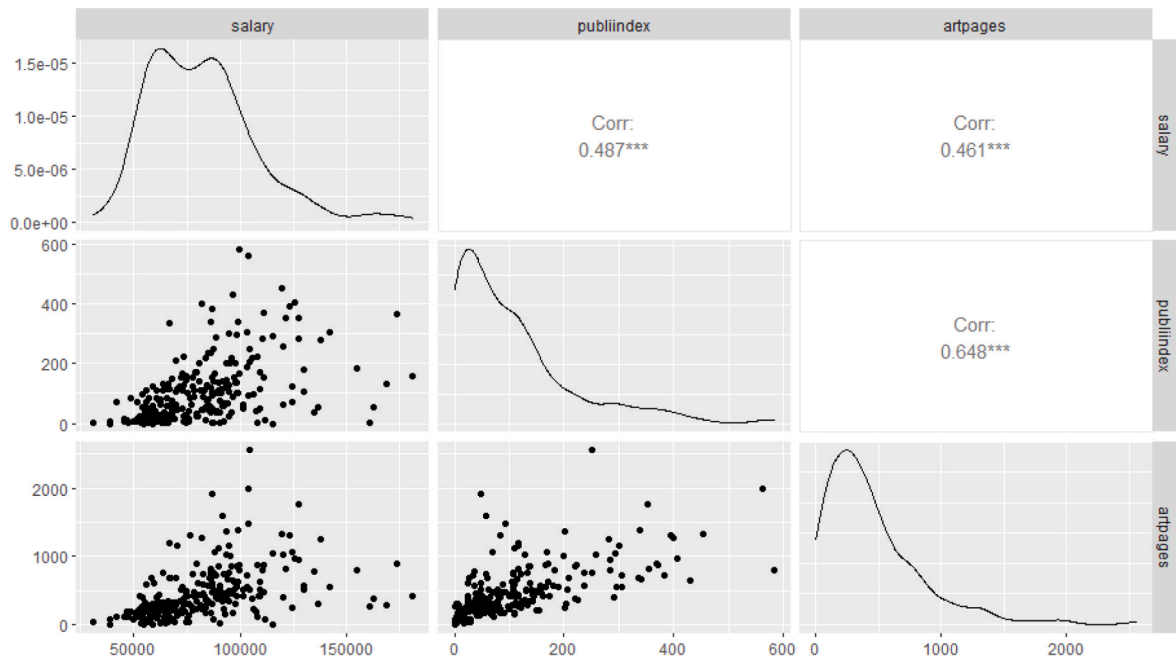 salary
publiindex
artpages
1.5e-05
1.0e-05
5.0e-06
0.0e+00
Corr:
0.487***
Corr:
0.461***
salary
600
400
200
0
Corr:
0.648***
publiindex
2000
1000
0
artpages
50000 100000 150000
0 200 400 600
0 1000 2000